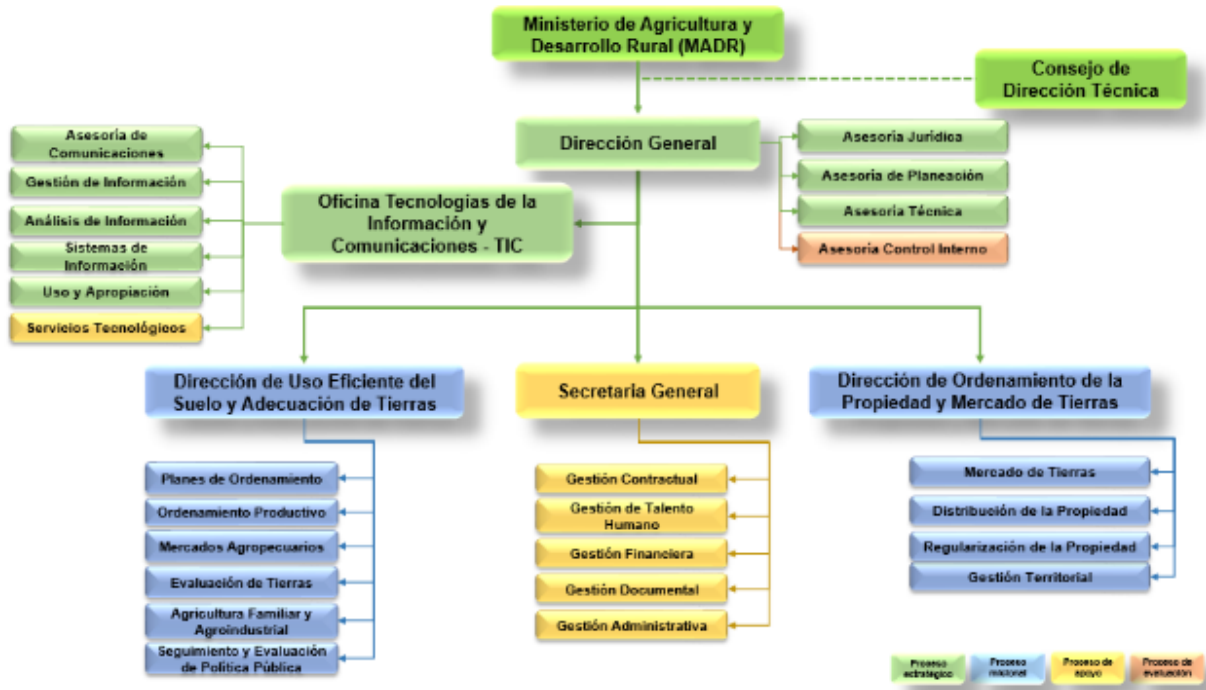 Ministerio de Agricultura y
Desarrollo Rural (MADR)
Consejo de
Dirección Técnica
Dirección General
Asesoría Jurídica
Asesoría de Planeación
Asesoría Técnica
Asesoría Control Interno
Asesoría de
Comunicaciones
Gestión de Información
Análisis de Información
Sistemas de
Información
Uso y Apropiación
Servicios Tecnológicos
Oficina Tecnologías de la
Información y
Comunicaciones - TIC
Dirección de Uso Eficiente del
Suelo y Adecuación de Tierras
Planes de Ordenamiento
Ordenamiento Productivo
Mercados Agropecuarios
Evaluación de Tierras
Agricultura Familiar y
Agroindustrial
Seguimiento y Evaluación
de Política Pública
Secretaria General
Gestión Contractual
Gestión de Talento
Humano
Gestión Financiera
Gestión Documental
Gestión Administrativa
Dirección de Ordenamiento de la
Propiedad y Mercado de Tierras
Mercado de Tierras
Distribución de la Propiedad
Regularización de la Propiedad
Gestión Territorial
Proceso
estratégico
Proceso
misional
Proceso de
apoyo
Proceso de
evaluación